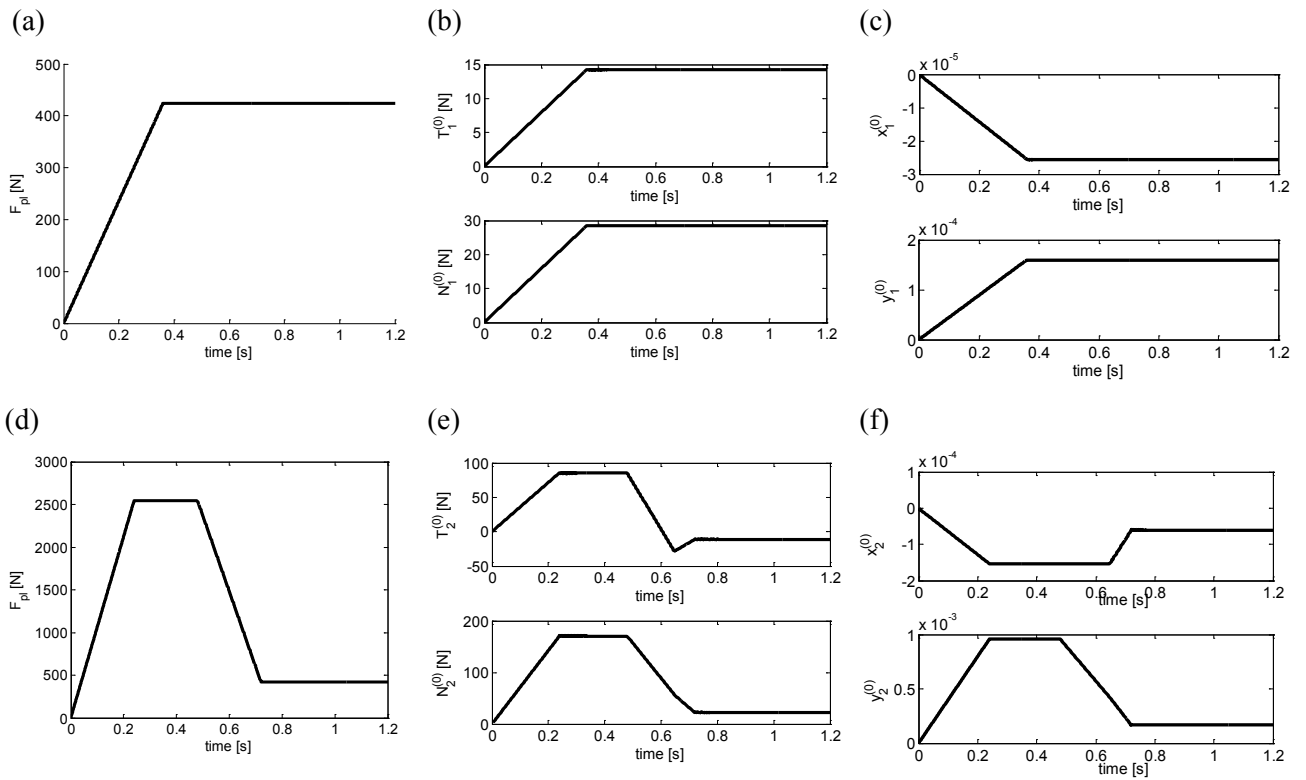 (a)
500
400
300
200
100
0
F_pl [N]
0 0.2 0.4 0.6 0.8 1 1.2
time [s]
(b)
15
10
5
0
T_1^(0) [N]
0 0.2 0.4 0.6 0.8 1 1.2
time [s]
30
20
10
0
N_1^(0) [N]
0 0.2 0.4 0.6 0.8 1 1.2
time [s]
(c)
x 10^-5
0
-1
-2
-3
x_1^(0)
0 0.2 0.4 0.6 0.8 1 1.2
time [s]
x 10^-4
2
1
0
y_1^(0)
0 0.2 0.4 0.6 0.8 1 1.2
time [s]
(d)
3000
2500
2000
1500
1000
500
0
F_pl [N]
0 0.2 0.4 0.6 0.8 1 1.2
time [s]
(e)
100
50
0
-50
T_2^(0) [N]
0 0.2 0.4 0.6 0.8 1 1.2
time [s]
200
100
0
N_2^(0) [N]
0 0.2 0.4 0.6 0.8 1 1.2
time [s]
(f)
x 10^-4
1
0
-1
-2
x_2^(0)
0 0.2 0.4 0.6 0.8 1 1.2
time [s]
x 10^-3
1
0.5
0
y_2^(0)
0 0.2 0.4 0.6 0.8 1 1.2
time [s]